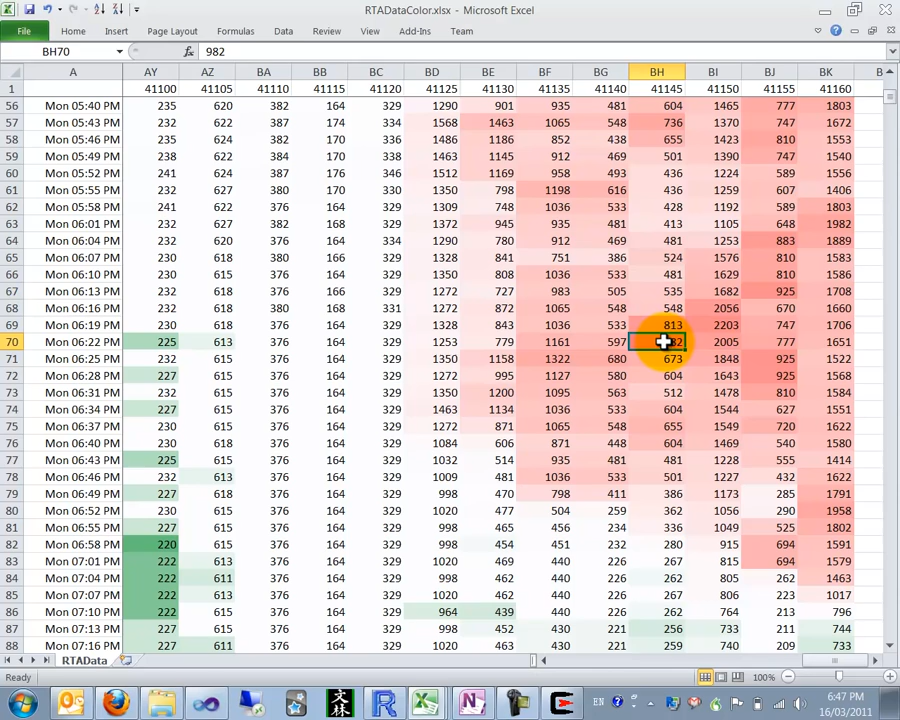 RTADataColor.xlsx - Microsoft Excel
File Home Insert Page Layout Formulas Data Review View Add-Ins Team
BH70 fx 982
A AY AZ BA BB BC BD BE BF BG BH BI BJ BK B
1 41100 41105 41110 41115 41120 41125 41130 41135 41140 41145 41150 41155 41160
56 Mon 05:40 PM 235 620 382 164 329 1290 901 935 481 604 1465 777 1803
57 Mon 05:43 PM 232 622 387 174 334 1568 1463 1065 548 736 1370 747 1672
58 Mon 05:46 PM 235 624 387 170 336 1486 1186 852 438 655 1423 810 1553
59 Mon 05:49 PM 238 622 384 170 338 1463 1145 912 469 501 1390 747 1540
60 Mon 05:52 PM 241 624 387 176 346 1512 1169 958 493 436 1224 589 1556
61 Mon 05:55 PM 232 627 380 170 330 1350 798 1198 616 436 1259 607 1406
62 Mon 05:58 PM 241 622 376 164 329 1309 748 1036 533 428 1192 589 1803
63 Mon 06:01 PM 232 627 382 168 329 1372 945 935 481 413 1105 648 1982
64 Mon 06:04 PM 232 620 376 164 334 1290 780 912 469 481 1253 883 1889
65 Mon 06:07 PM 230 618 380 166 329 1328 841 751 386 524 1576 810 1583
66 Mon 06:10 PM 230 615 376 164 329 1350 808 1036 533 481 1629 810 1586
67 Mon 06:13 PM 232 618 376 164 329 1272 727 983 505 535 1682 925 1708
68 Mon 06:16 PM 232 618 380 168 331 1272 872 1065 548 548 2056 670 1660
69 Mon 06:19 PM 230 618 376 164 329 1328 843 1036 533 813 2203 747 1706
70 Mon 06:22 PM 225 613 376 164 329 1253 779 1161 597 82 2005 777 1651
71 Mon 06:25 PM 232 615 376 164 329 1350 1158 1322 680 673 1848 925 1522
72 Mon 06:28 PM 227 615 376 164 329 1272 995 1127 580 604 1643 925 1568
73 Mon 06:31 PM 232 615 376 164 329 1350 1200 1095 563 512 1478 810 1584
74 Mon 06:34 PM 227 615 376 164 329 1463 1134 1036 533 604 1544 627 1551
75 Mon 06:37 PM 230 618 376 164 329 1272 871 1065 548 655 1549 720 1622
76 Mon 06:40 PM 230 618 376 164 329 1084 606 871 448 604 1469 540 1580
77 Mon 06:43 PM 225 615 376 164 329 1032 514 935 481 481 1228 555 1414
78 Mon 06:46 PM 232 613 376 164 329 1009 481 1036 533 501 1227 432 1622
79 Mon 06:49 PM 227 618 376 164 329 998 470 798 411 386 1173 285 1791
80 Mon 06:52 PM 230 615 376 164 329 1020 477 504 259 362 1056 290 1958
81 Mon 06:55 PM 227 615 376 164 329 998 465 456 234 336 1049 525 1802
82 Mon 06:58 PM 220 615 376 164 329 998 454 451 232 280 915 694 1591
83 Mon 07:01 PM 222 613 376 164 329 1020 469 440 226 267 815 694 1579
84 Mon 07:04 PM 222 611 376 164 329 1020 462 440 226 262 805 262 1463
85 Mon 07:07 PM 222 613 376 164 329 1020 462 440 226 267 806 223 1017
86 Mon 07:10 PM 222 615 376 164 329 964 439 440 226 262 764 213 796
87 Mon 07:13 PM 227 615 376 164 329 998 452 430 221 256 733 211 744
88 Mon 07:16 PM 227 611 376 164 329 1020 463 430 221 259 740 209 733
RTAData
Ready 100%
文林 R N C EN 6:47 PM
16/03/2011